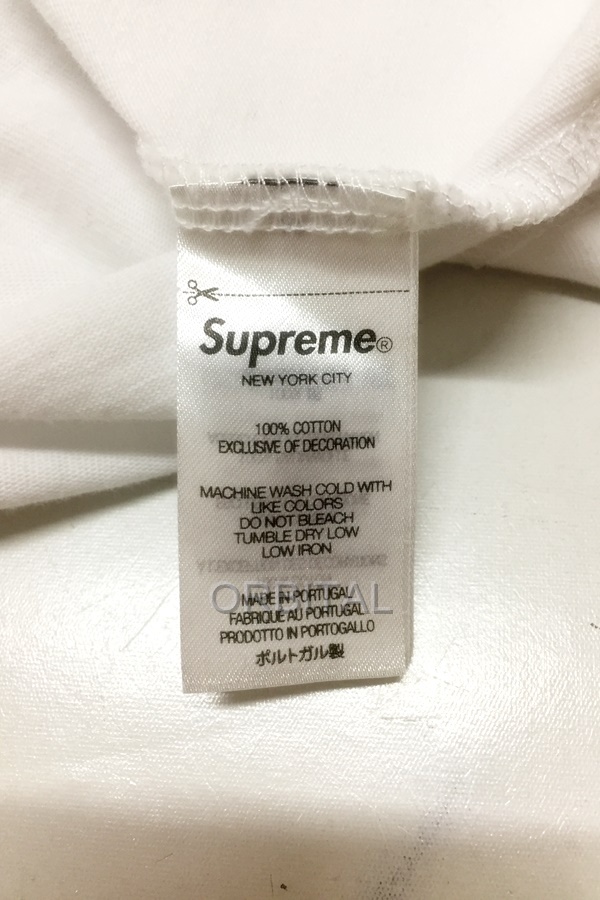 Supreme®
NEW YORK CITY
100% COTTON
EXCLUSIVE OF DECORATION
MACHINE WASH COLD WITH
LIKE COLORS
DO NOT BLEACH
TUMBLE DRY LOW
LOW IRON
MADE IN PORTUGAL
FABRIQUE AU PORTUGAL
PRODOTTO IN PORTOGALLO
ポルトガル製